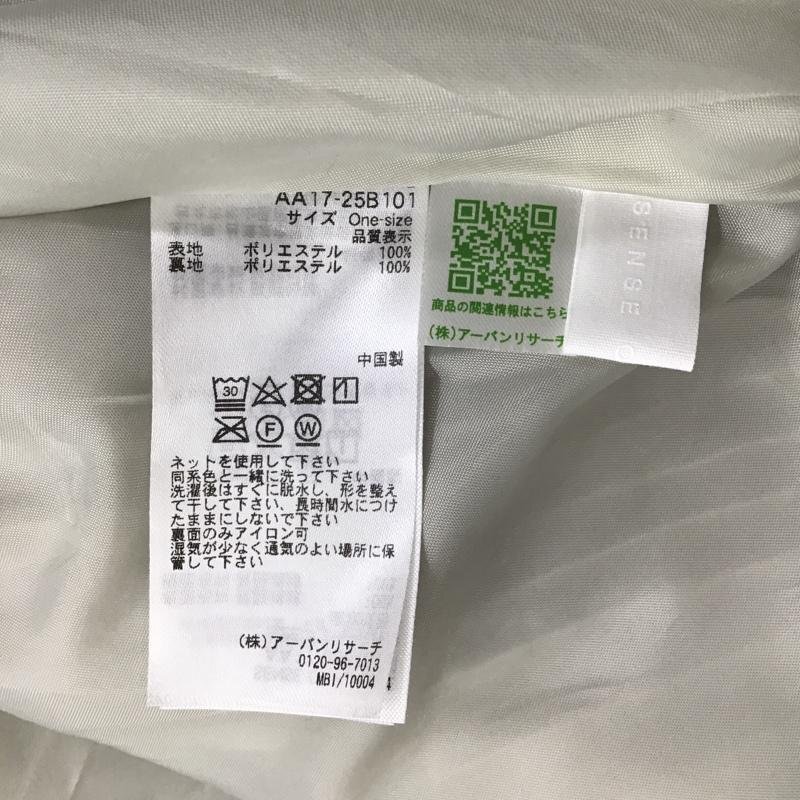 AA17-25B101
サイズ One-size
品質表示
表地 ポリエステル 100%
裏地 ポリエステル 100%
中国製
30
F W
ネットを使用して下さい
同系色と一緒に洗って下さい
洗濯後はすぐに脱水し、形を整え
て干して下さい、長時間水につけ
たままにしないで下さい
裏面のみアイロン可
湿気が少なく通気のよい場所に保
管して下さい
(株)アーバンリサーチ
0120-96-7013
MBI/10004 4
商品の関連情報はこちら
(株)アーバンリサーチ
SENSE